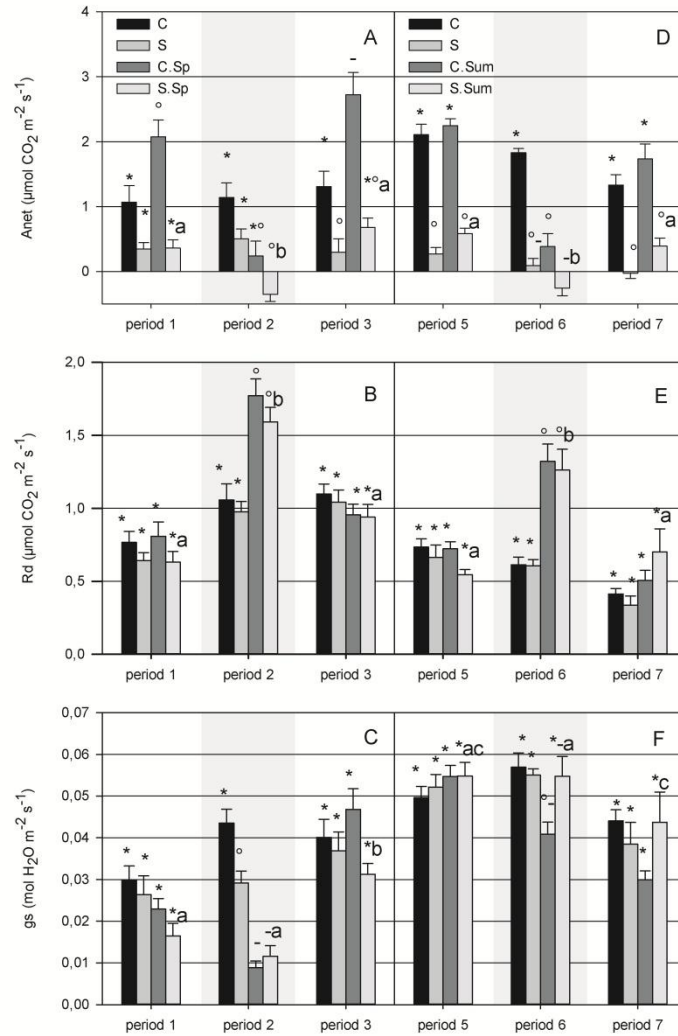 C
S
C.Sp
S.Sp
A
C
S
C.Sum
S.Sum
D
4
3
2
1
0
Anet (µmol CO2 m-2 s-1)
* * ° *a
* * *° °b
* ° - *°a
* ° * °a
* °- ° -b
* ° * °a
period 1 period 2 period 3 period 5 period 6 period 7
B
E
2,0
1,5
1,0
0,5
0,0
Rd (µmol CO2 m-2 s-1)
* * * *a
* * ° °b
* * * *a
* * * *a
* * ° °b
* * * *a
period 1 period 2 period 3 period 5 period 6 period 7
C
F
0,07
0,06
0,05
0,04
0,03
0,02
0,01
0,00
gs (mol H2O m-2 s-1)
* * * *a
* ° - -a
* * * *b
* * * *ac
* * °- *-a
* * * *c
period 1 period 2 period 3 period 5 period 6 period 7